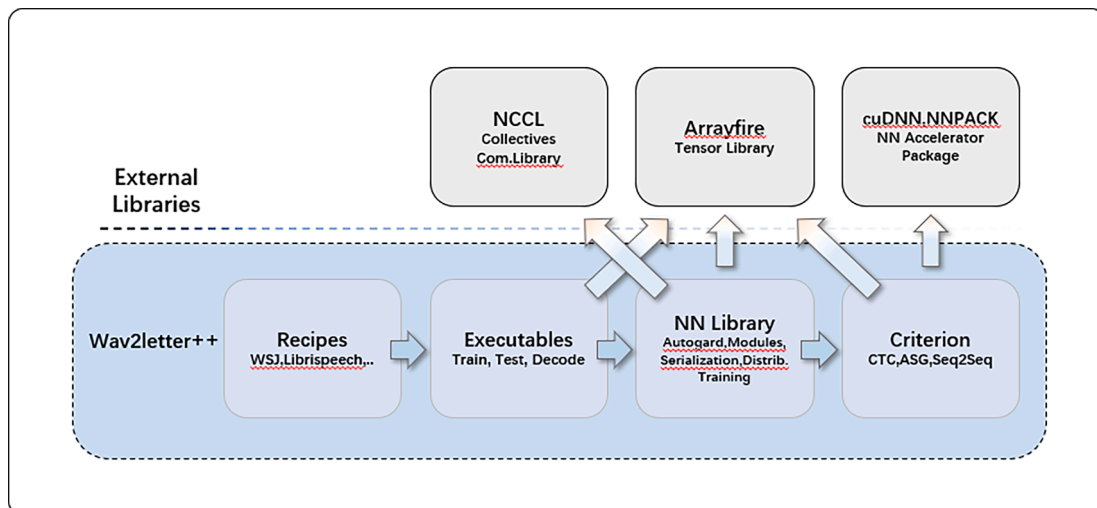 NCCL
Collectives
Com.Library
Arrayfire
Tensor Library
cuDNN.NNPACK
NN Accelerator
Package
External
Libraries
Wav2letter++
Recipes
WSJ,Librispeech,..
Executables
Train, Test, Decode
NN Library
Autogard,Modules,
Serialization,Distrib.
Training
Criterion
CTC,ASG,Seq2Seq